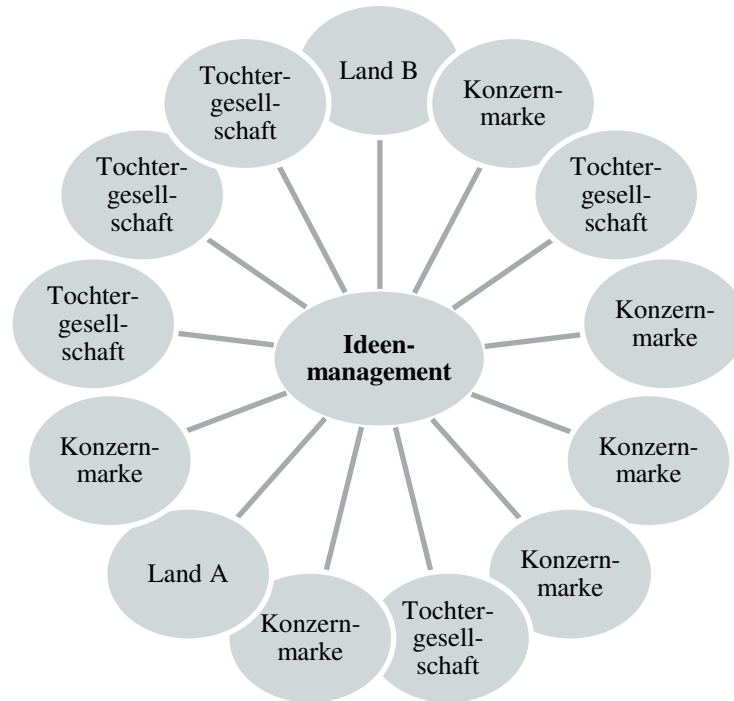 Land B
Konzern-
marke
Tochter-
gesell-
schaft
Konzern-
marke
Konzern-
marke
Konzern-
marke
Tochter-
gesell-
schaft
Konzern-
marke
Land A
Konzern-
marke
Tochter-
gesell-
schaft
Tochter-
gesell-
schaft
Tochter-
gesell-
schaft
Ideen-
management